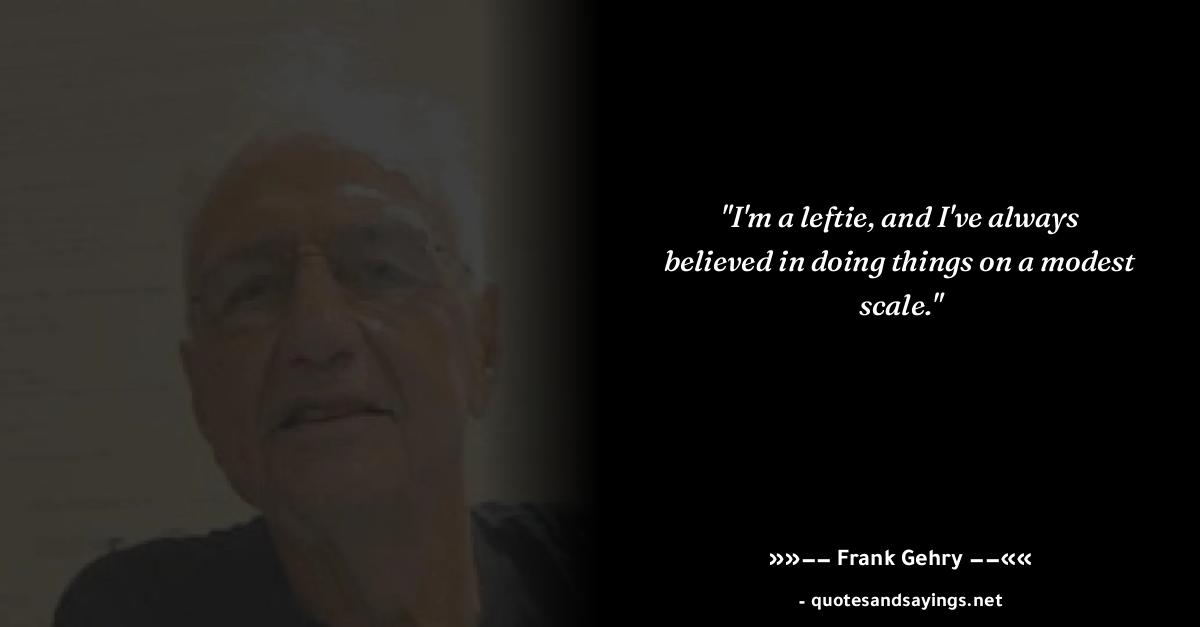 "I'm a leftie, and I've always
believed in doing things on a modest
scale."
»»−− Frank Gehry −−««
- quotesandsayings.net